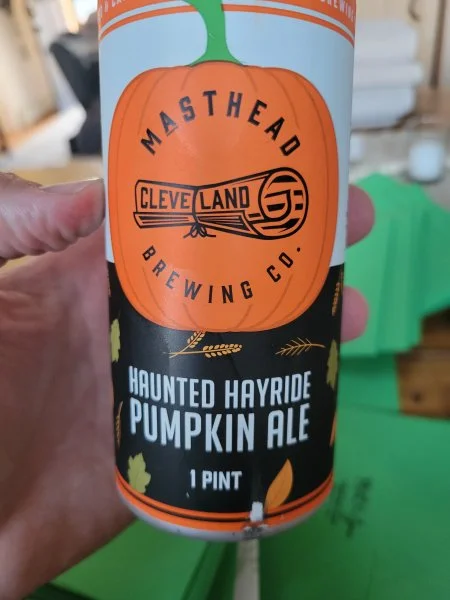 MASTHEAD
CLEVELAND
BREWING CO.
HAUNTED HAYRIDE
PUMPKIN ALE
1 PINT